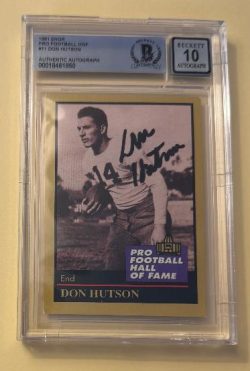 1991 ENOR
PRO FOOTBALL HOF
#71 DON HUTSON
AUTHENTIC AUTOGRAPH
BECKETT
10
AUTOGRAPH
14 Don
Hutson
PRO
FOOTBALL
HALL
OF FAME
End
DON HUTSON